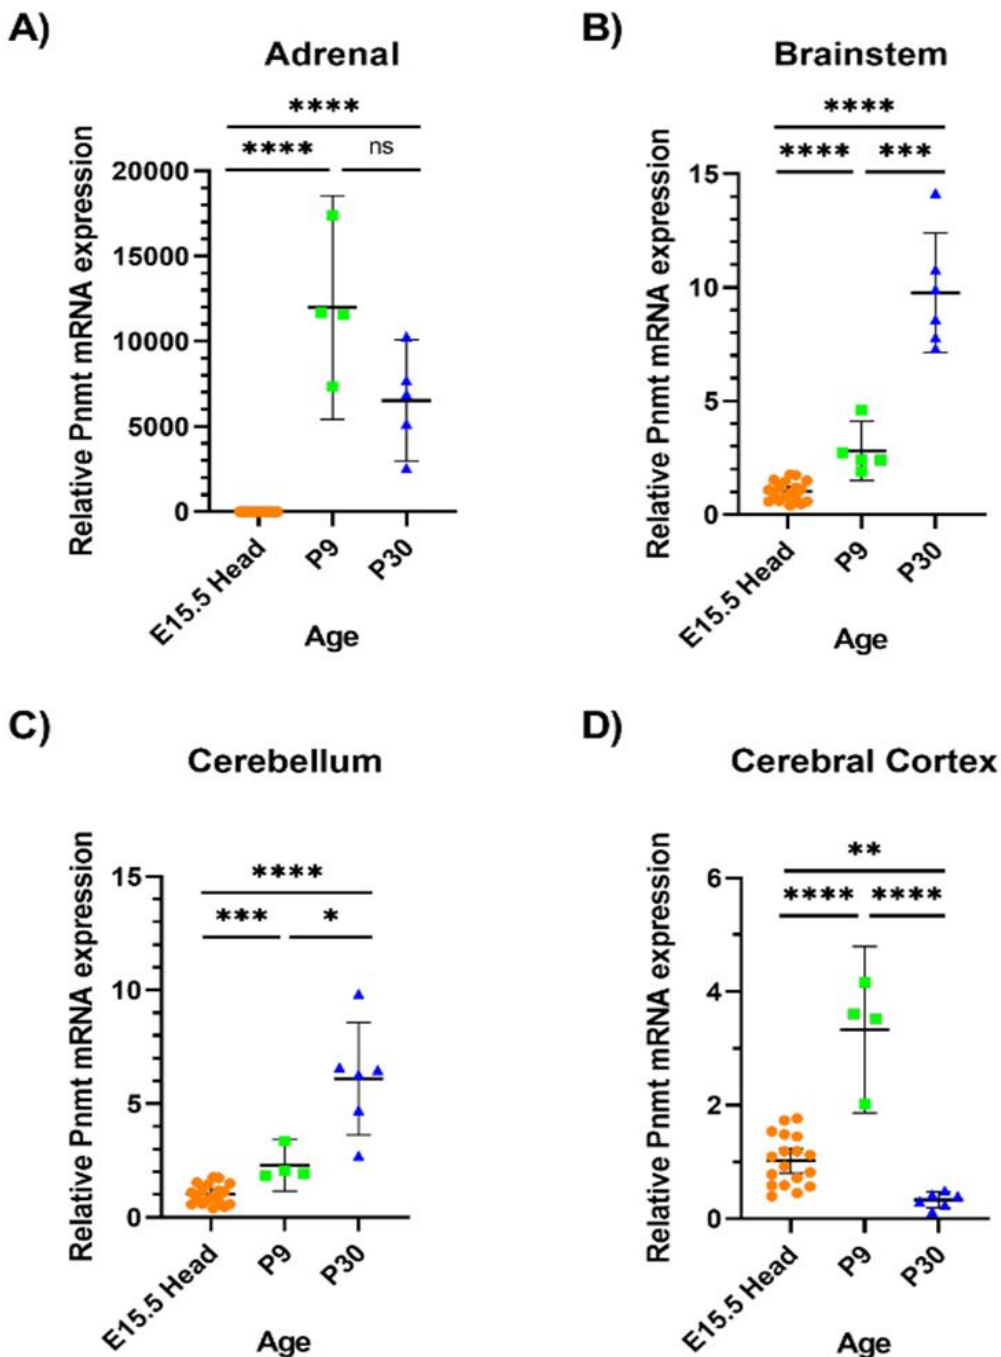 A)
Adrenal
****
**** ns
Relative Pnmt mRNA expression
20000
15000
10000
5000
0
E15.5 Head
P9
P30
Age
B)
Brainstem
****
**** ***
Relative Pnmt mRNA expression
15
10
5
0
E15.5 Head
P9
P30
Age
C)
Cerebellum
****
*** *
Relative Pnmt mRNA expression
15
10
5
0
E15.5 Head
P9
P30
Age
D)
Cerebral Cortex
**
**** ****
Relative Pnmt mRNA expression
6
4
2
0
E15.5 Head
P9
P30
Age